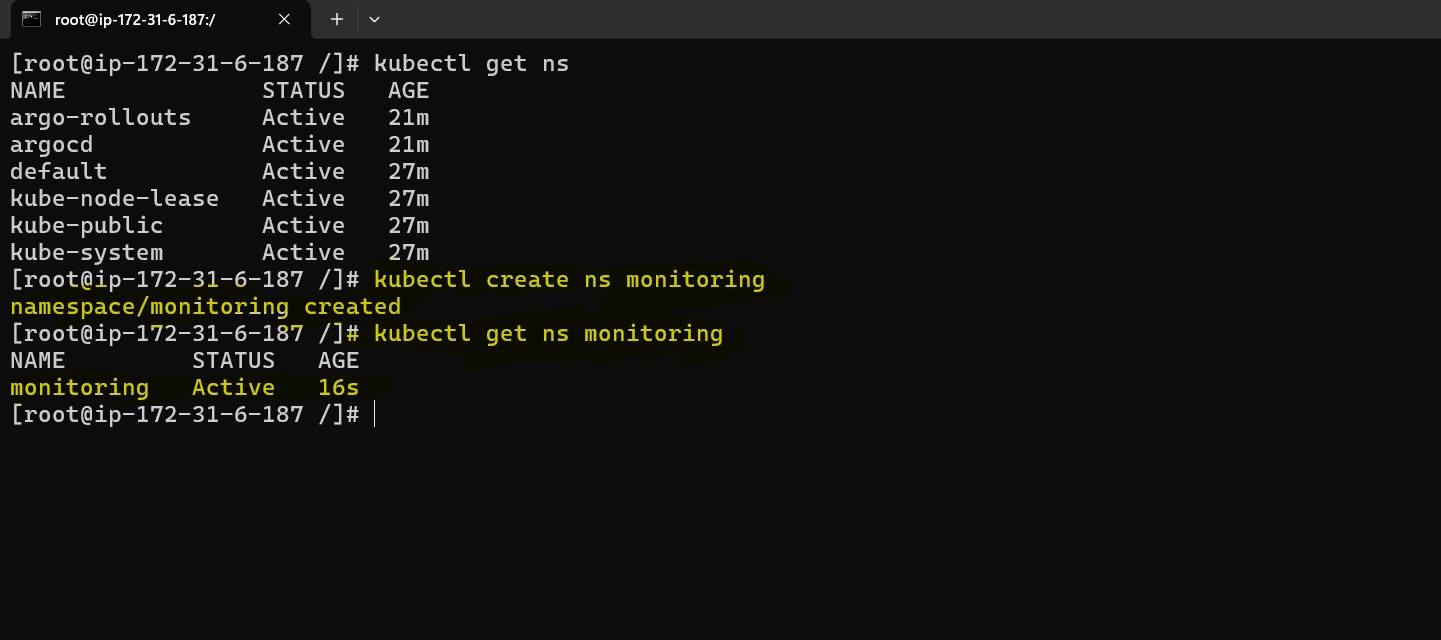 root@ip-172-31-6-187:/
[root@ip-172-31-6-187 /]# kubectl get ns
NAME              STATUS   AGE
argo-rollouts     Active   21m
argocd            Active   21m
default           Active   27m
kube-node-lease   Active   27m
kube-public       Active   27m
kube-system       Active   27m
[root@ip-172-31-6-187 /]# kubectl create ns monitoring
namespace/monitoring created
[root@ip-172-31-6-187 /]# kubectl get ns monitoring
NAME         STATUS   AGE
monitoring   Active   16s
[root@ip-172-31-6-187 /]#